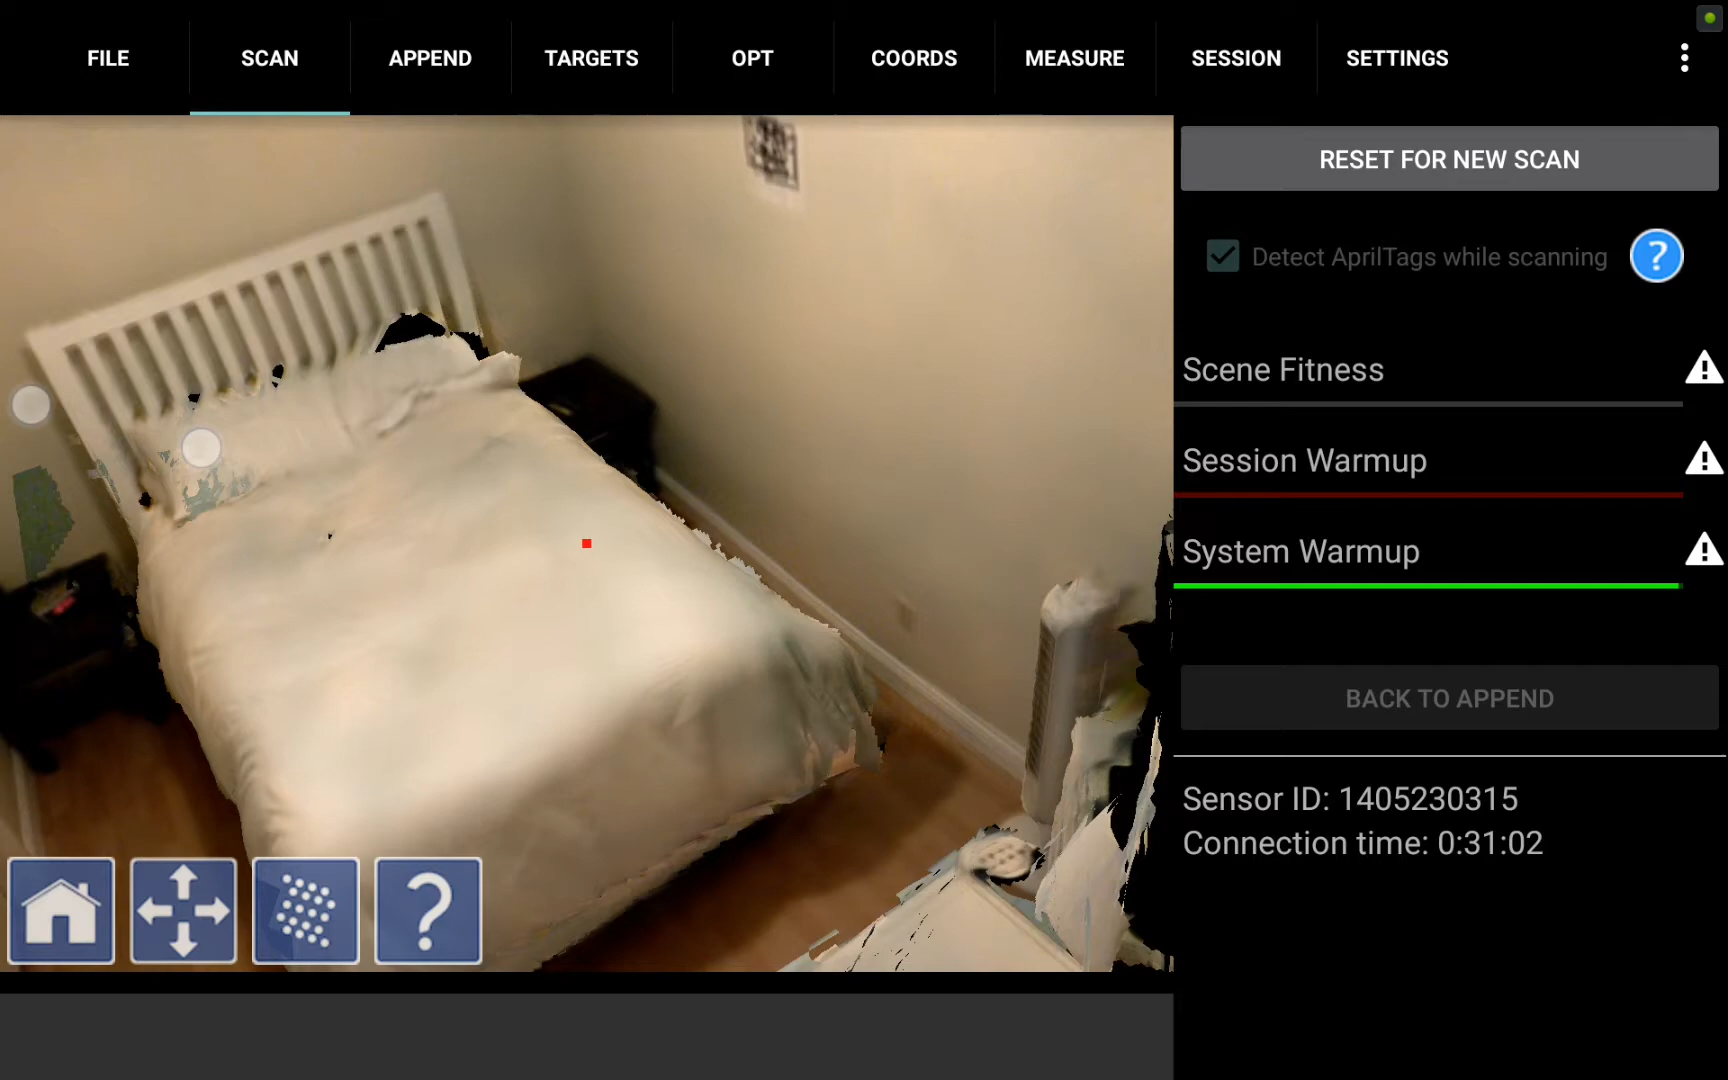 FILE
SCAN
APPEND
TARGETS
OPT
COORDS
MEASURE
SESSION
SETTINGS
RESET FOR NEW SCAN
Detect AprilTags while scanning
?
Scene Fitness
Session Warmup
System Warmup
BACK TO APPEND
Sensor ID: 1405230315
Connection time: 0:31:02
?